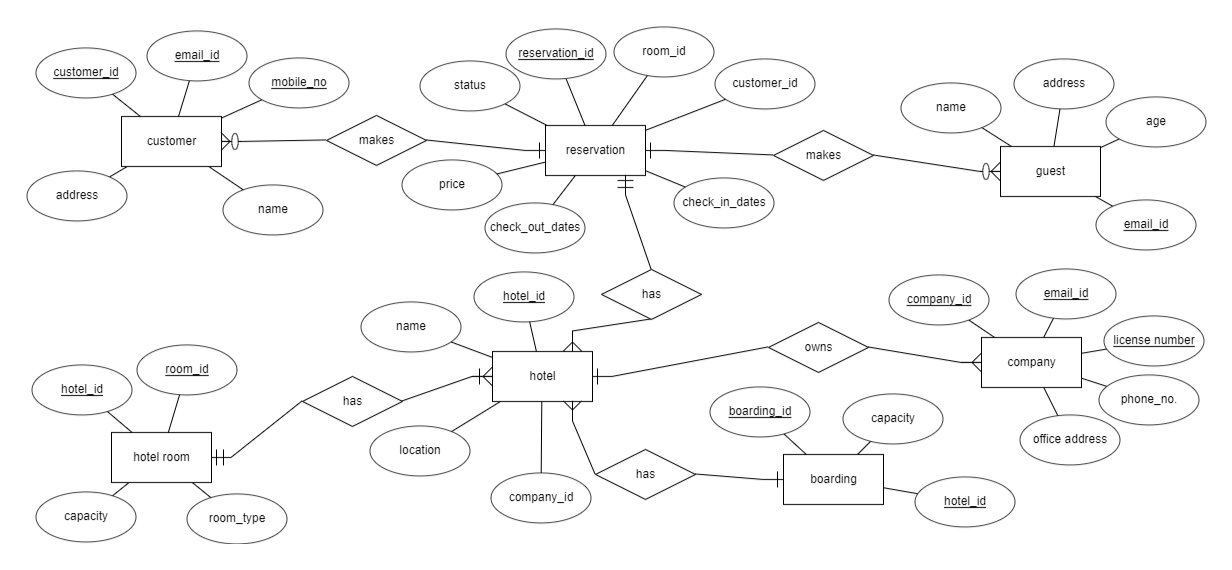 email_id
reservation_id
room_id
customer_id
mobile_no
status
customer_id
address
name
age
customer
makes
reservation
makes
guest
address
name
price
check_out_dates
check_in_dates
email_id
hotel_id
has
company_id
email_id
name
owns
license number
room_id
hotel
company
hotel_id
has
boarding_id
capacity
phone_no.
location
office address
hotel room
has
boarding
company_id
hotel_id
capacity
room_type